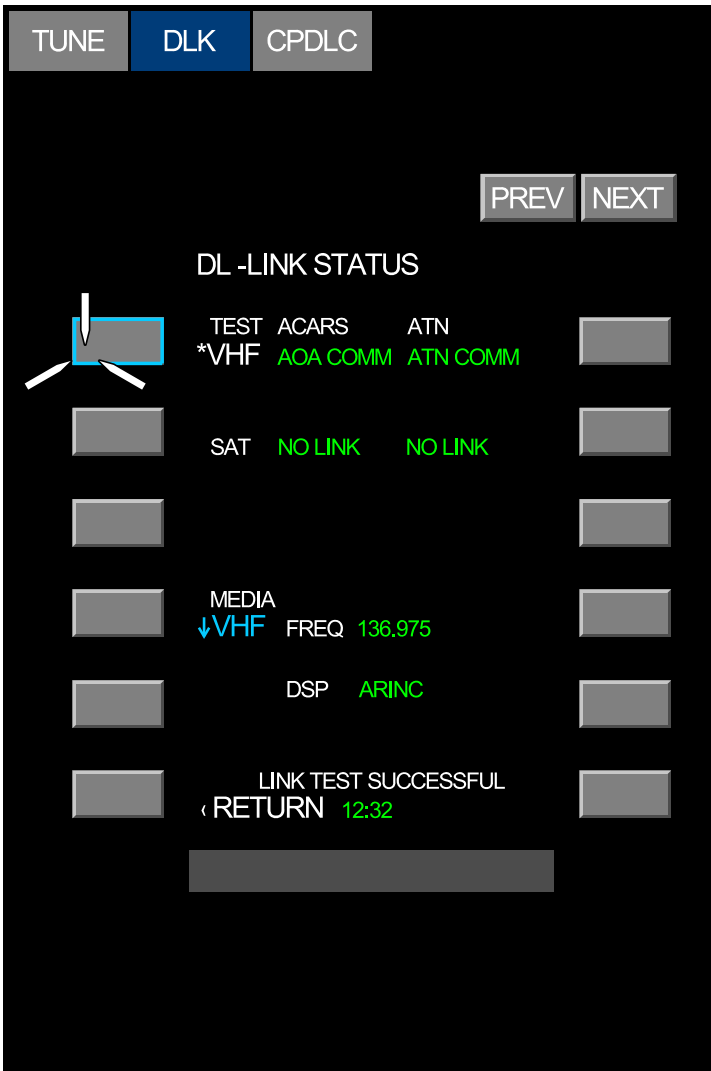 TUNE DLK CPDLC
PREV NEXT
DL -LINK STATUS
TEST ACARS ATN
*VHF AOA COMM ATN COMM
SAT NO LINK NO LINK
MEDIA
↓VHF FREQ 136.975
DSP ARINC
LINK TEST SUCCESSFUL
‹ RETURN 12:32